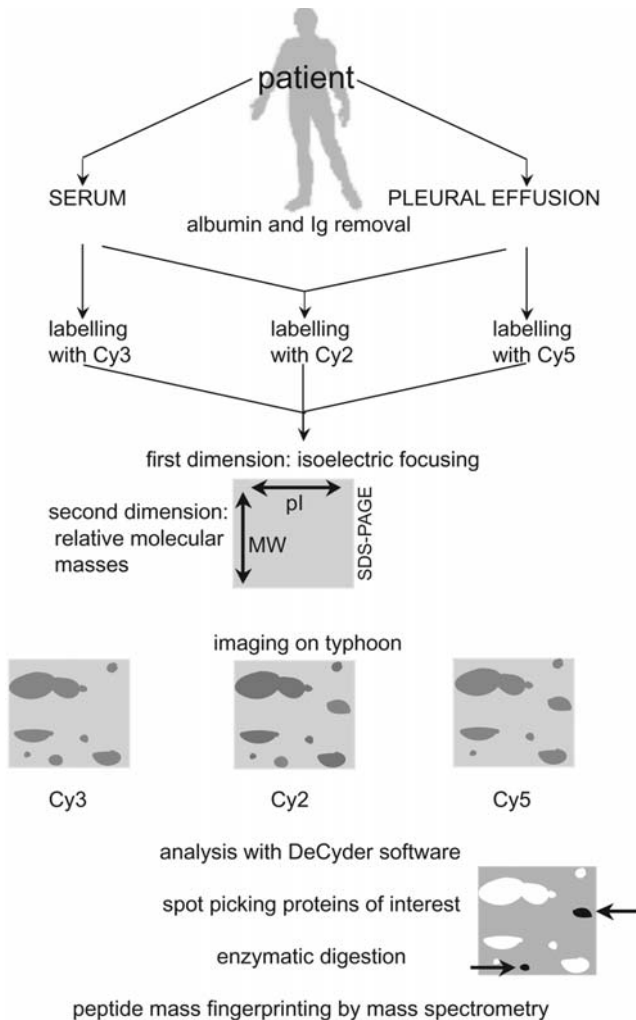 patient
SERUM
PLEURAL EFFUSION
albumin and Ig removal
labelling
with Cy3
labelling
with Cy2
labelling
with Cy5
first dimension: isoelectric focusing
second dimension:
relative molecular
masses
pI
MW
SDS-PAGE
imaging on typhoon
Cy3
Cy2
Cy5
analysis with DeCyder software
spot picking proteins of interest
enzymatic digestion
peptide mass fingerprinting by mass spectrometry